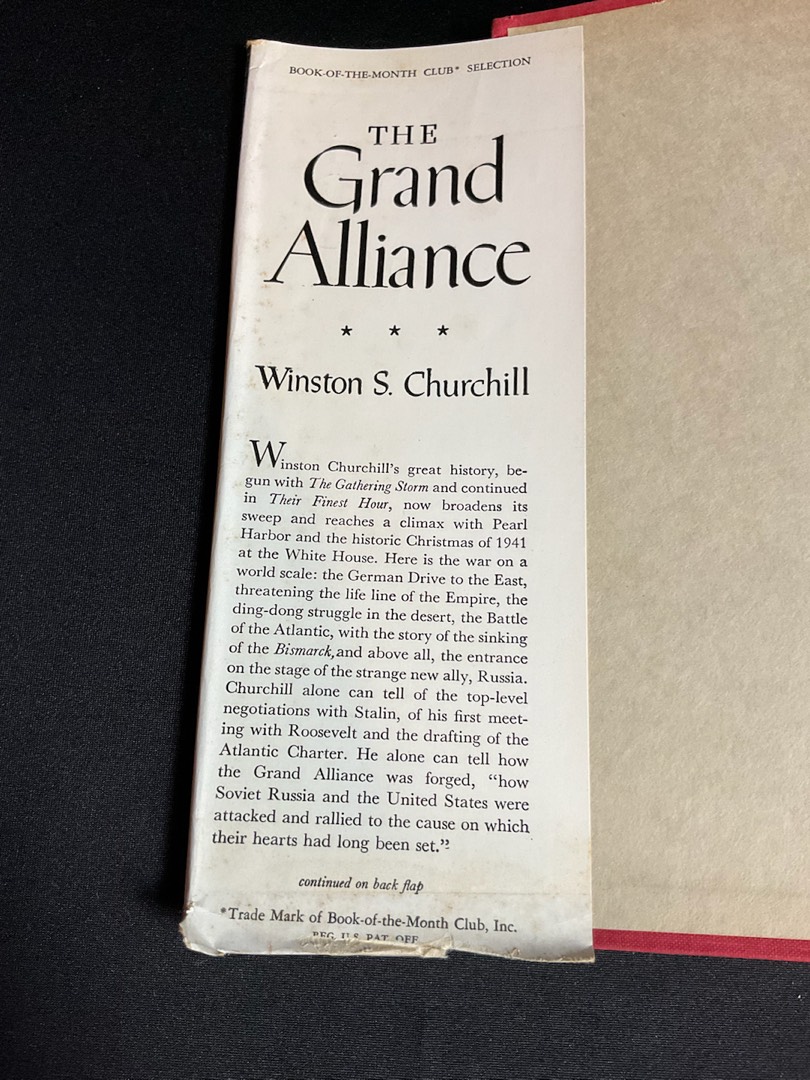 BOOK-OF-THE-MONTH CLUB* SELECTION
THE
Grand
Alliance
★ ★ ★
Winston S. Churchill
Winston Churchill's great history, be-
gun with The Gathering Storm and continued
in Their Finest Hour, now broadens its
sweep and reaches a climax with Pearl
Harbor and the historic Christmas of 1941
at the White House. Here is the war on a
world scale: the German Drive to the East,
threatening the life line of the Empire, the
ding-dong struggle in the desert, the Battle
of the Atlantic, with the story of the sinking
of the Bismarck, and above all, the entrance
on the stage of the strange new ally, Russia.
Churchill alone can tell of the top-level
negotiations with Stalin, of his first meet-
ing with Roosevelt and the drafting of the
Atlantic Charter. He alone can tell how
the Grand Alliance was forged, "how
Soviet Russia and the United States were
attacked and rallied to the cause on which
their hearts had long been set."
continued on back flap
*Trade Mark of Book-of-the-Month Club, Inc.
REG. U.S. PAT. OFF.